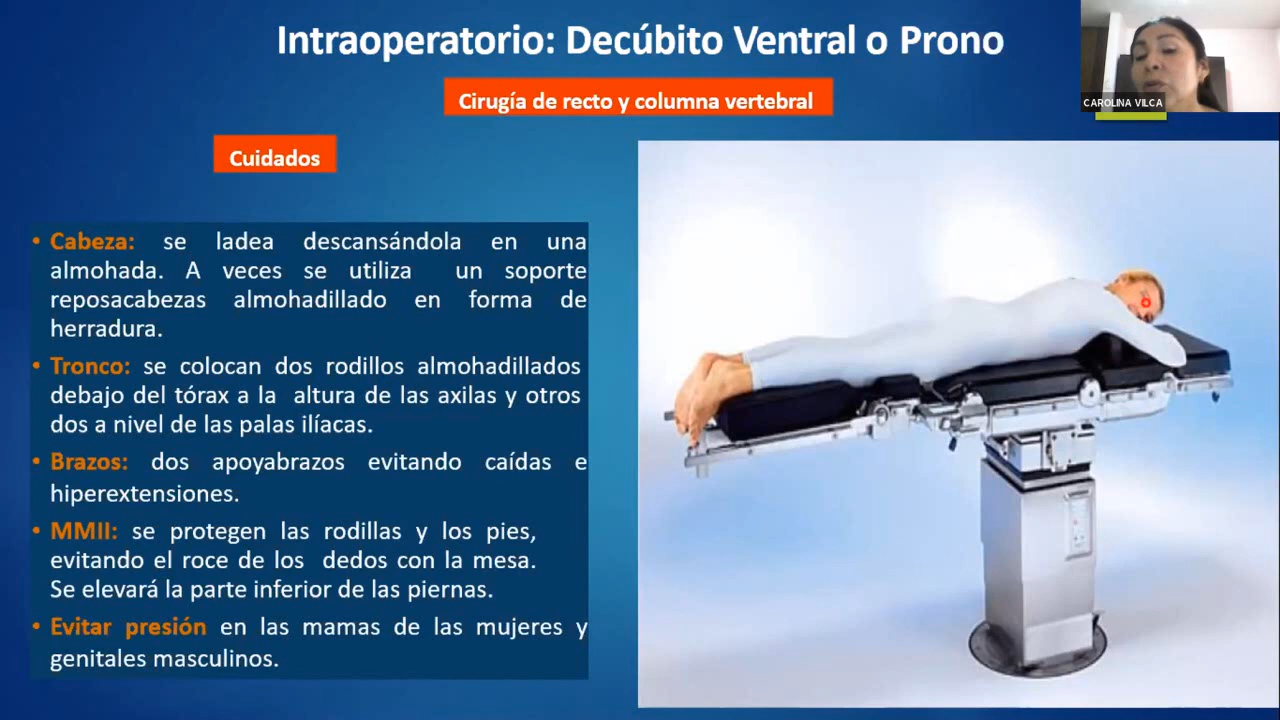 Intraoperatorio: Decúbito Ventral o Prono
CAROLINA VILCA
Cirugía de recto y columna vertebral
Cuidados
• Cabeza: se ladea descansándola en una
almohada. A veces se utiliza un soporte
reposacabezas almohadillado en forma de
herradura.
• Tronco: se colocan dos rodillos almohadillados
debajo del tórax a la altura de las axilas y otros
dos a nivel de las palas ilíacas.
• Brazos: dos apoyabrazos evitando caídas e
hiperextensiones.
• MMII: se protegen las rodillas y los pies,
evitando el roce de los dedos con la mesa.
Se elevará la parte inferior de las piernas.
• Evitar presión en las mamas de las mujeres y
genitales masculinos.